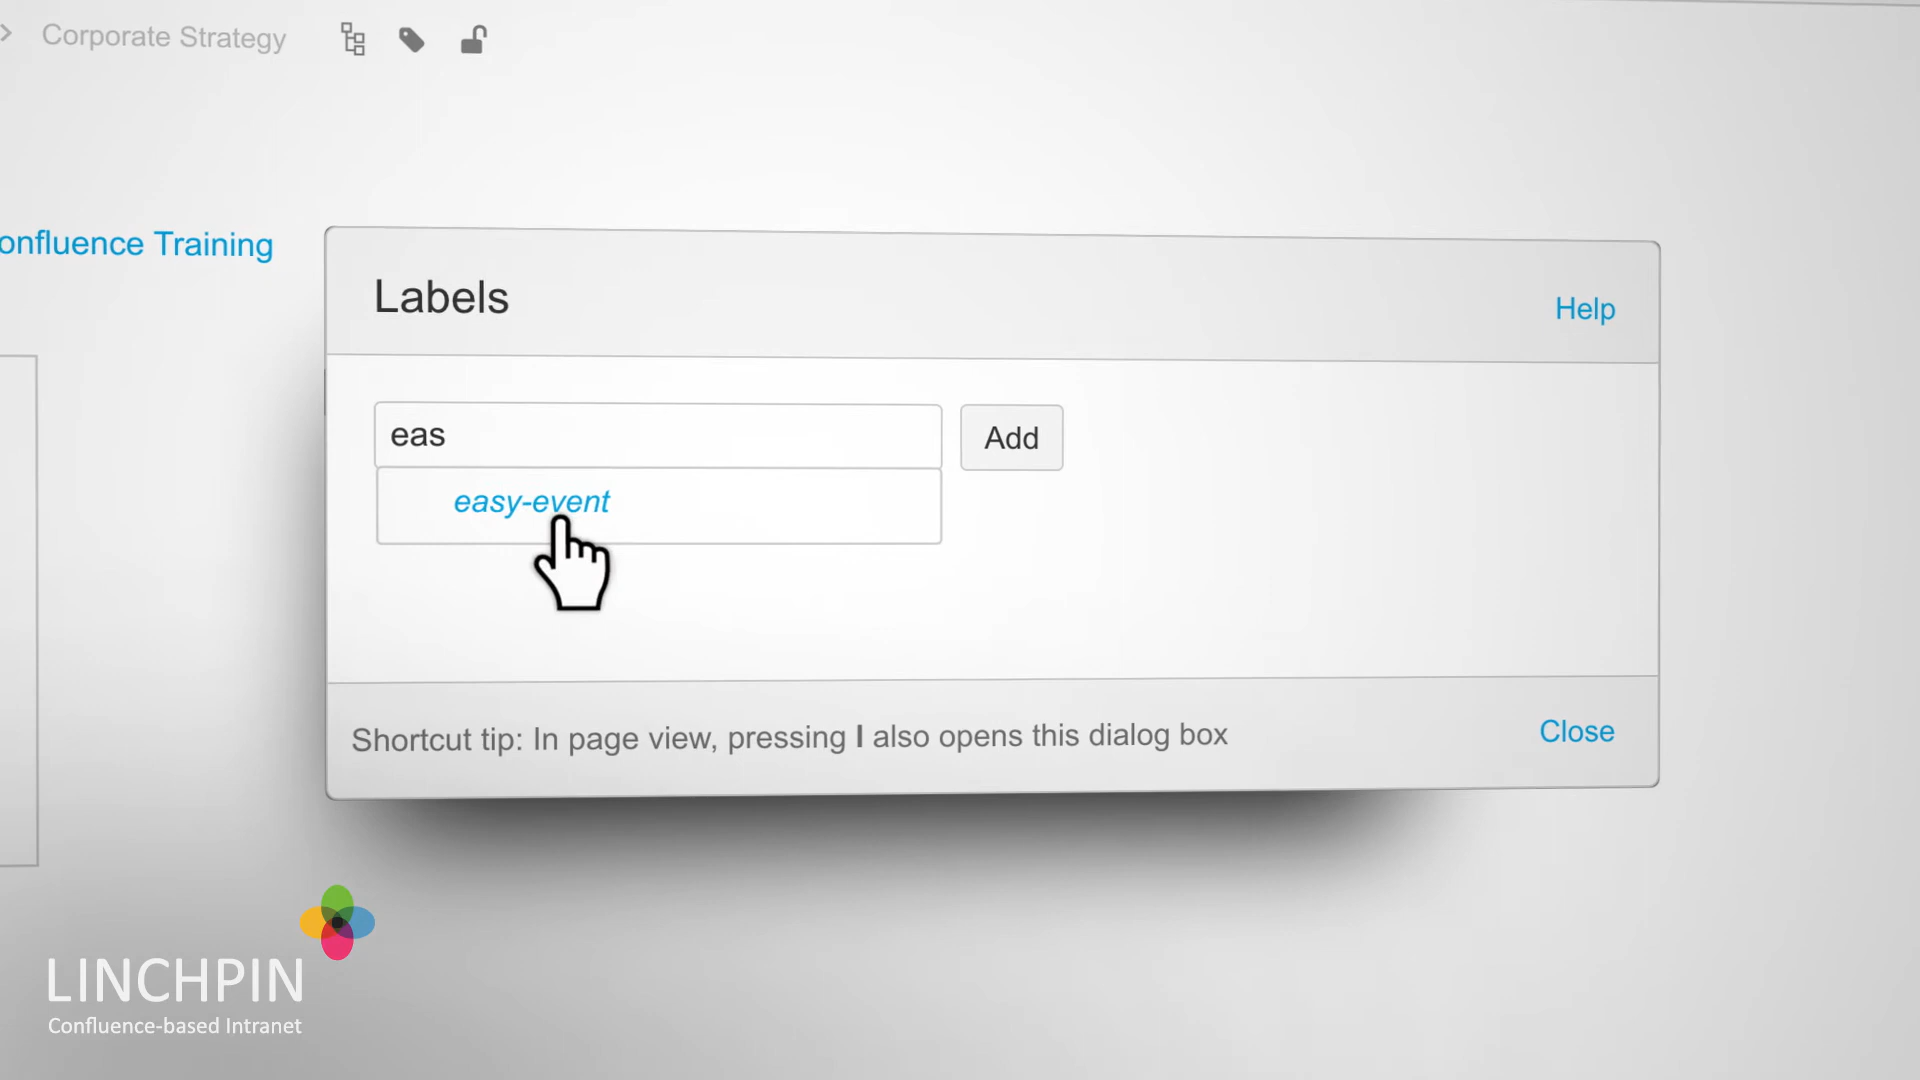 Corporate Strategy
onfluence Training
Labels
Help
eas
Add
easy-event
Shortcut tip: In page view, pressing l also opens this dialog box
Close
LINCHPIN
Confluence-based Intranet